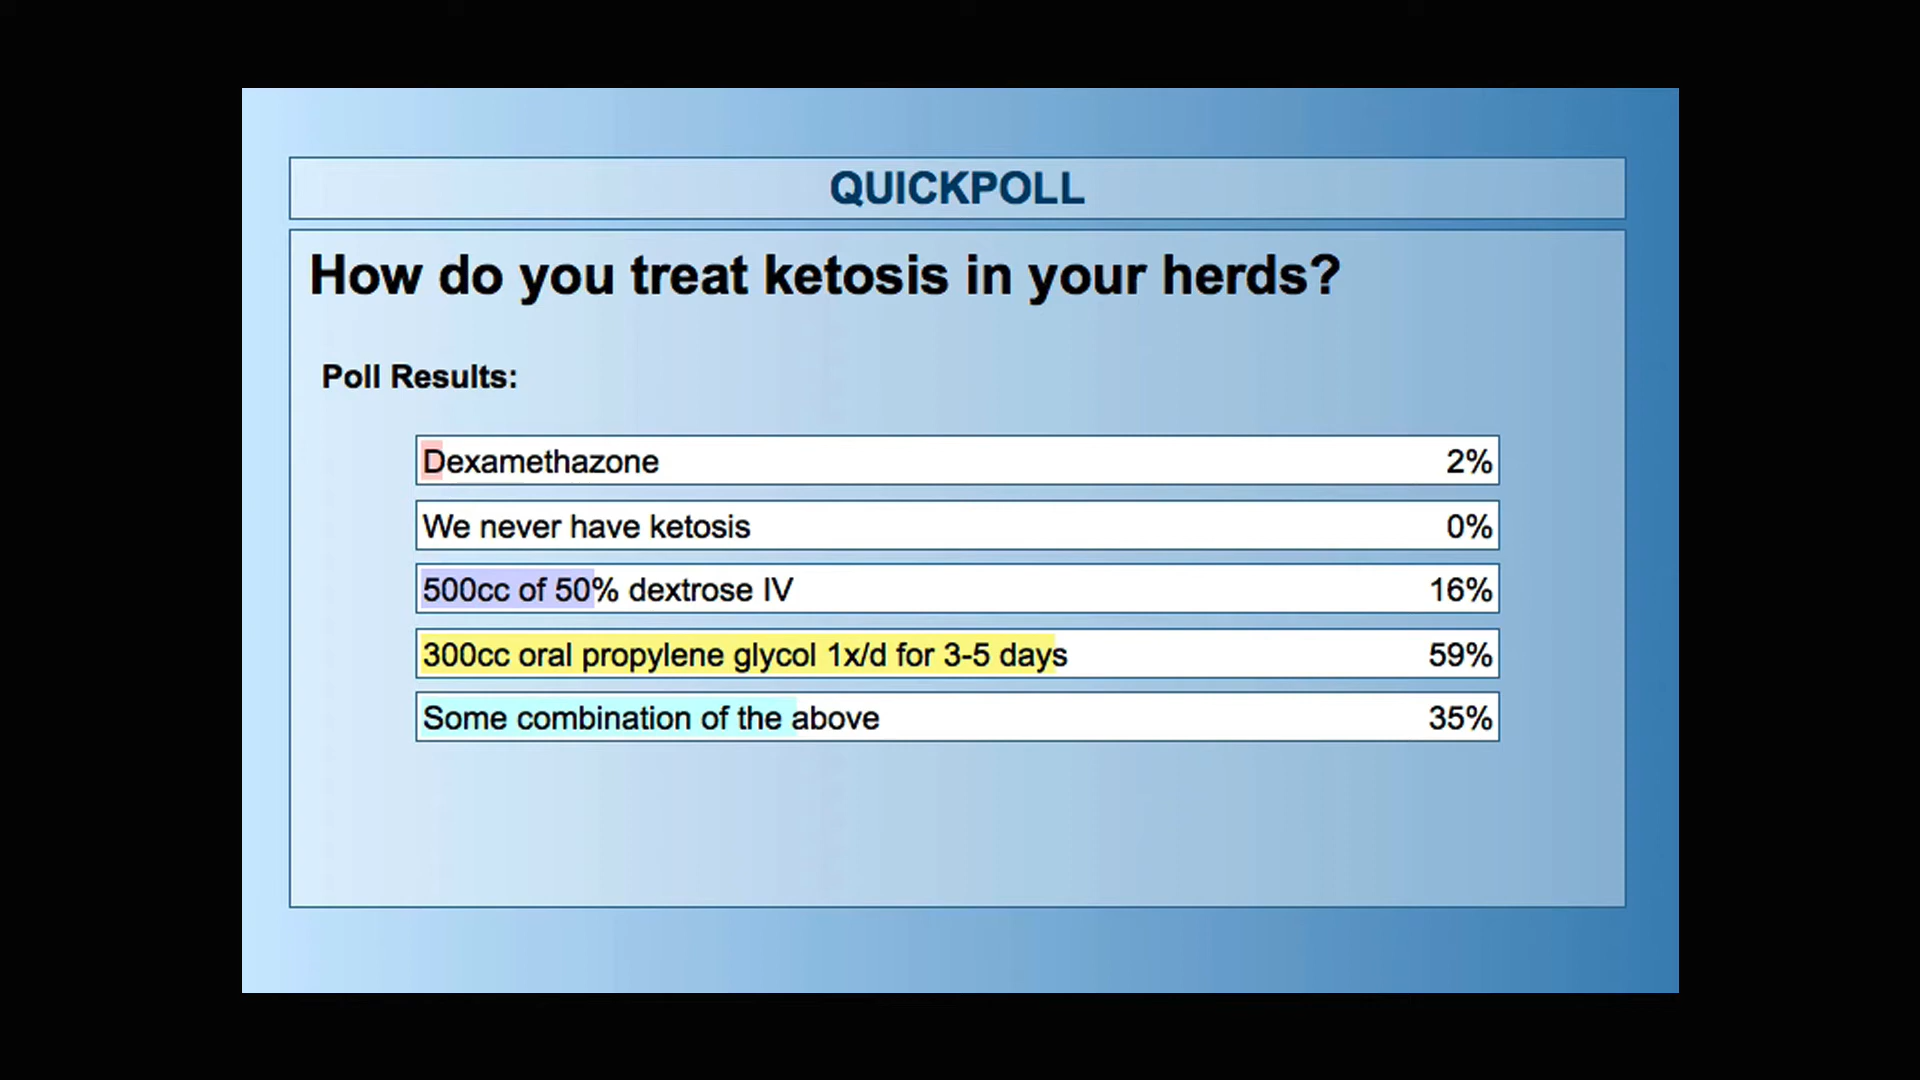 QUICKPOLL
How do you treat ketosis in your herds?
Poll Results:
Dexamethazone 2%
We never have ketosis 0%
500cc of 50% dextrose IV 16%
300cc oral propylene glycol 1x/d for 3-5 days 59%
Some combination of the above 35%